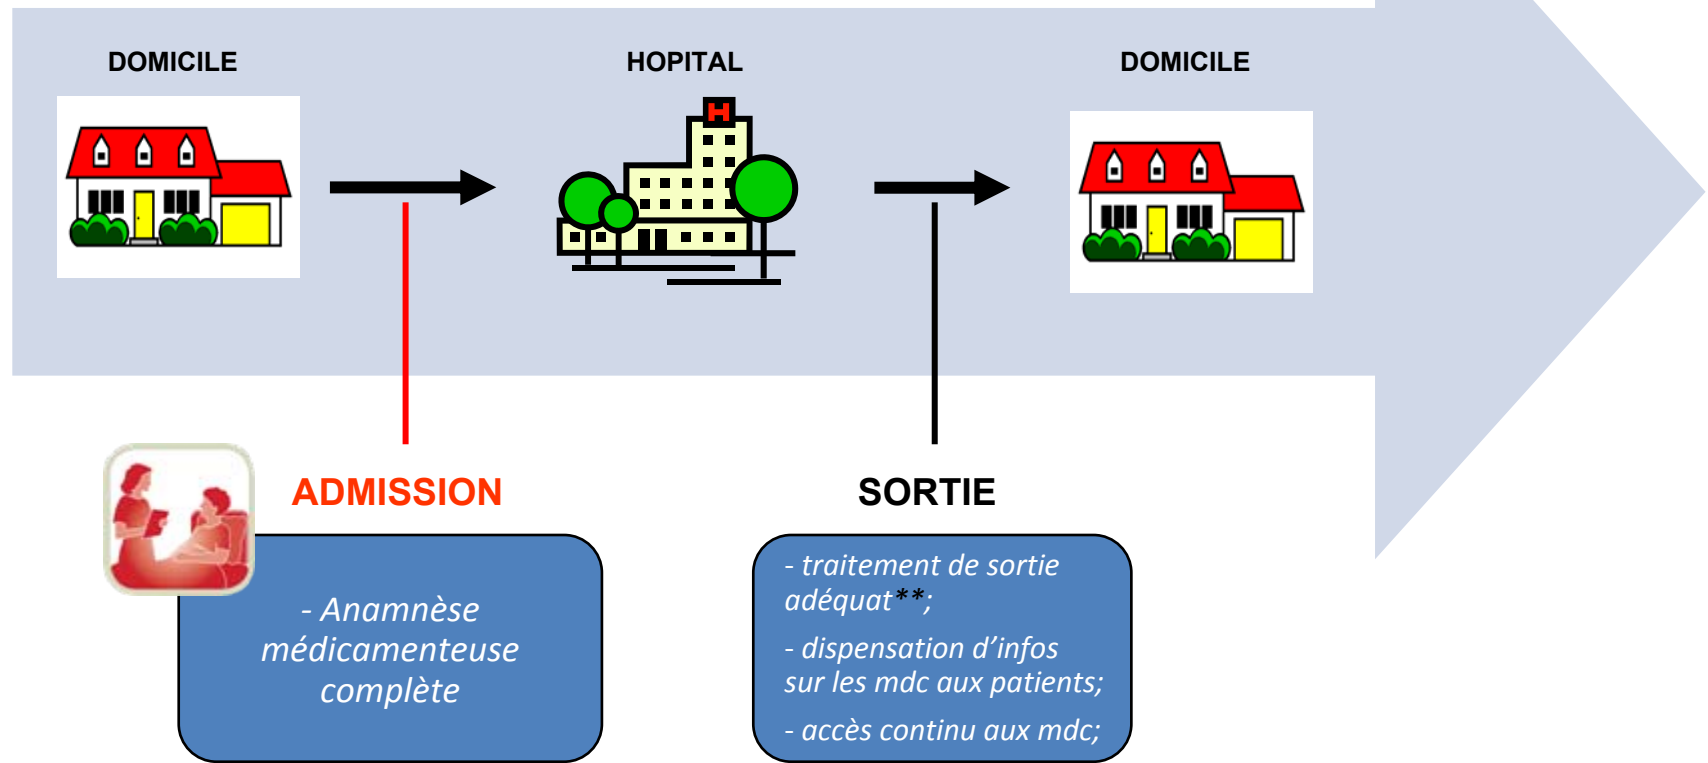 DOMICILE
HOPITAL
DOMICILE
H
ADMISSION
SORTIE
- Anamnèse
médicamenteuse
complète
- traitement de sortie
adéquat**;
- dispensation d’infos
sur les mdc aux patients;
- accès continu aux mdc;